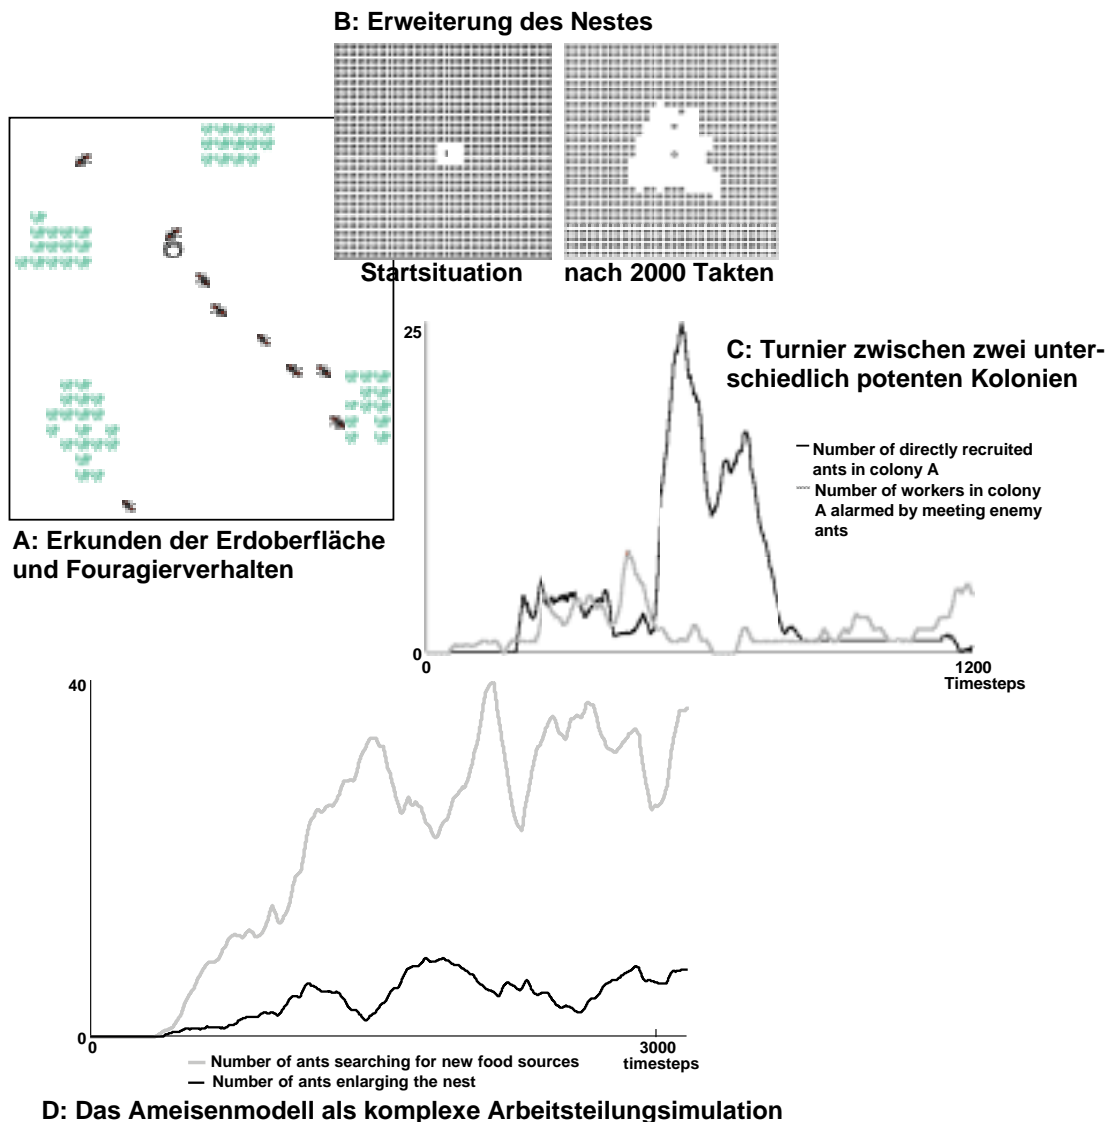 B: Erweiterung des Nestes
Startsituation
nach 2000 Takten
A: Erkunden der Erdoberfläche
und Fouragierverhalten
25
C: Turnier zwischen zwei unter-
schiedlich potenten Kolonien
Number of directly recruited
ants in colony A
Number of workers in colony
A alarmed by meeting enemy
ants
0
0
1200
Timesteps
40
0
0
3000
timesteps
Number of ants searching for new food sources
Number of ants enlarging the nest
D: Das Ameisenmodell als komplexe Arbeitsteilungsimulation